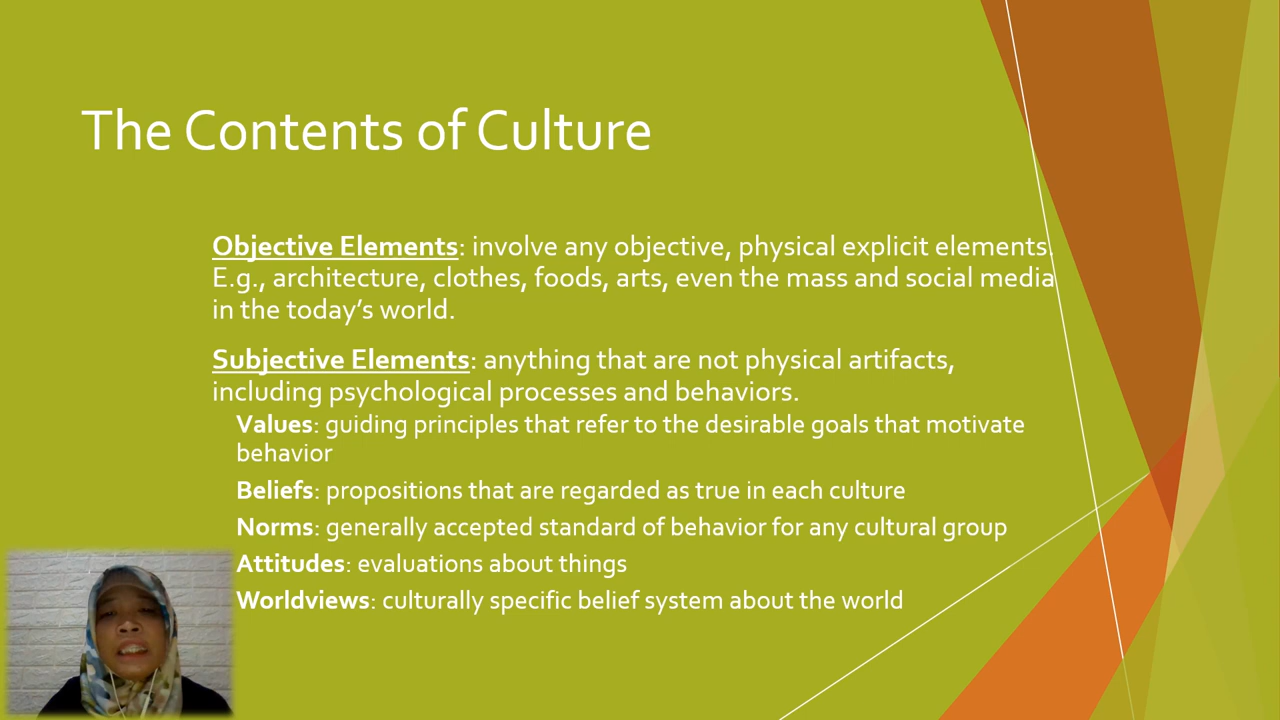 The Contents of Culture
Objective Elements: involve any objective, physical explicit elements.
E.g., architecture, clothes, foods, arts, even the mass and social media
in the today’s world.
Subjective Elements: anything that are not physical artifacts,
including psychological processes and behaviors.
Values: guiding principles that refer to the desirable goals that motivate
behavior
Beliefs: propositions that are regarded as true in each culture
Norms: generally accepted standard of behavior for any cultural group
Attitudes: evaluations about things
Worldviews: culturally specific belief system about the world